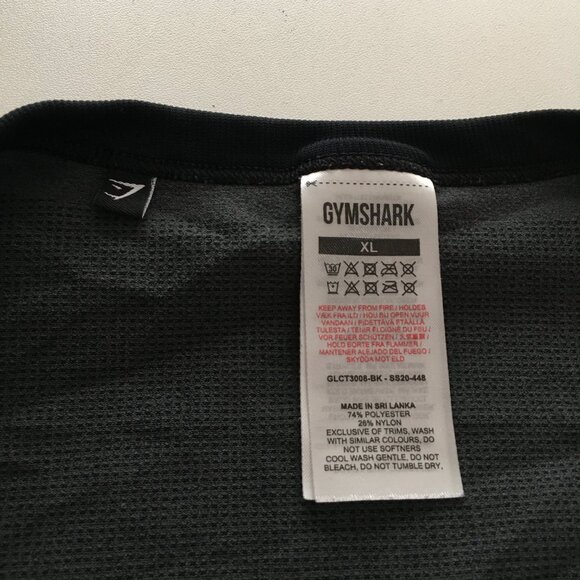 GYMSHARK
XL
30
KEEP AWAY FROM FIRE / HOLDES
VÆK FRA ILD / HOU BIJ OPEN VUUR
VANDAAN / PIDETTÄVÄ ETÄÄLLÄ
TULESTA / TENIR ÉLOIGNÉ DU FEU /
VOR FEUER SCHÜTZEN /
HOLD BORTE FRA FLAMMER /
MANTENER ALEJADO DEL FUEGO /
SKYDDA MOT ELD
GLCT3008-BK - SS20-448
MADE IN SRI LANKA
74% POLYESTER
26% NYLON
EXCLUSIVE OF TRIMS, WASH
WITH SIMILAR COLOURS, DO
NOT USE SOFTNERS
COOL WASH GENTLE, DO NOT
BLEACH, DO NOT TUMBLE DRY.